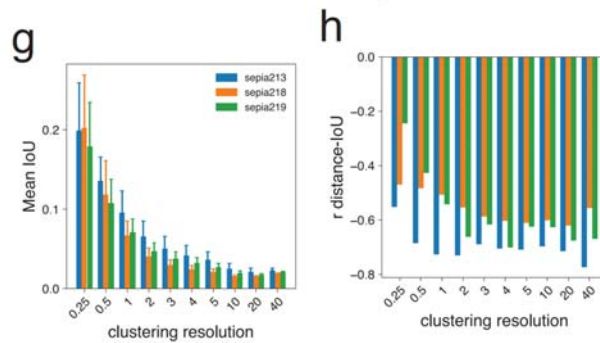 g
Mean IoU
0.2
0.1
0.0
sepia213
sepia218
sepia219
0.25 0.5 1 2 3 4 5 10 20 40
clustering resolution
h
r distance-IoU
0.0
−0.2
−0.4
−0.6
−0.8
0.25 0.5 1 2 3 4 5 10 20 40
clustering resolution